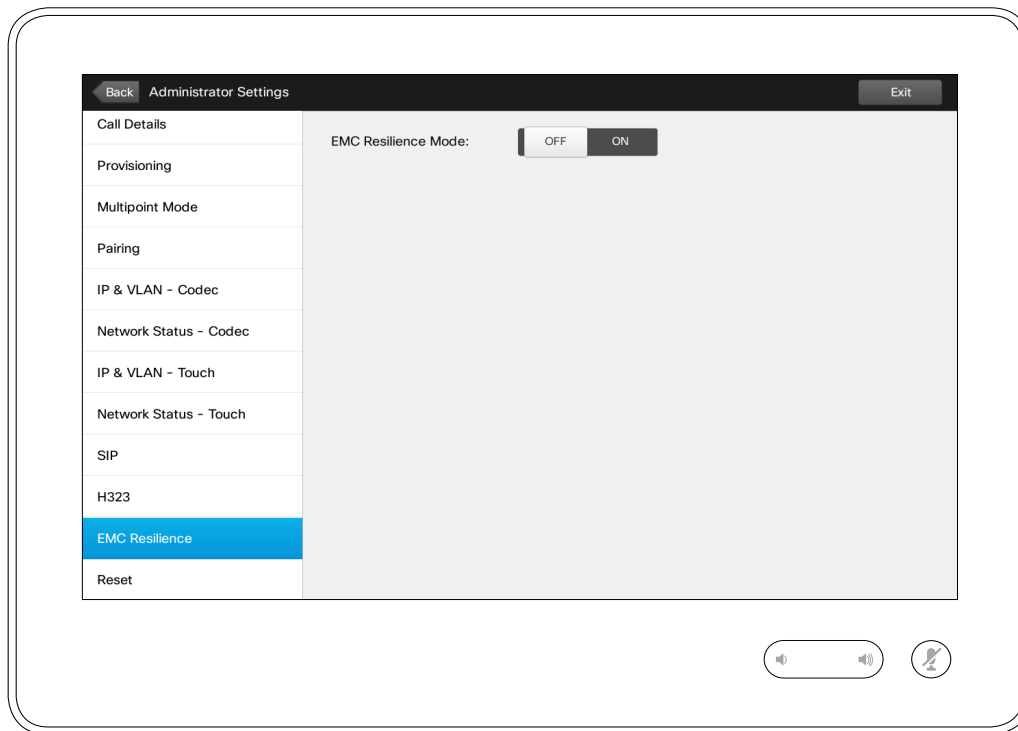 Back Administrator Settings Exit
Call Details
EMC Resilience Mode: OFF ON
Provisioning
Multipoint Mode
Pairing
IP & VLAN - Codec
Network Status - Codec
IP & VLAN - Touch
Network Status - Touch
SIP
H323
EMC Resilience
Reset